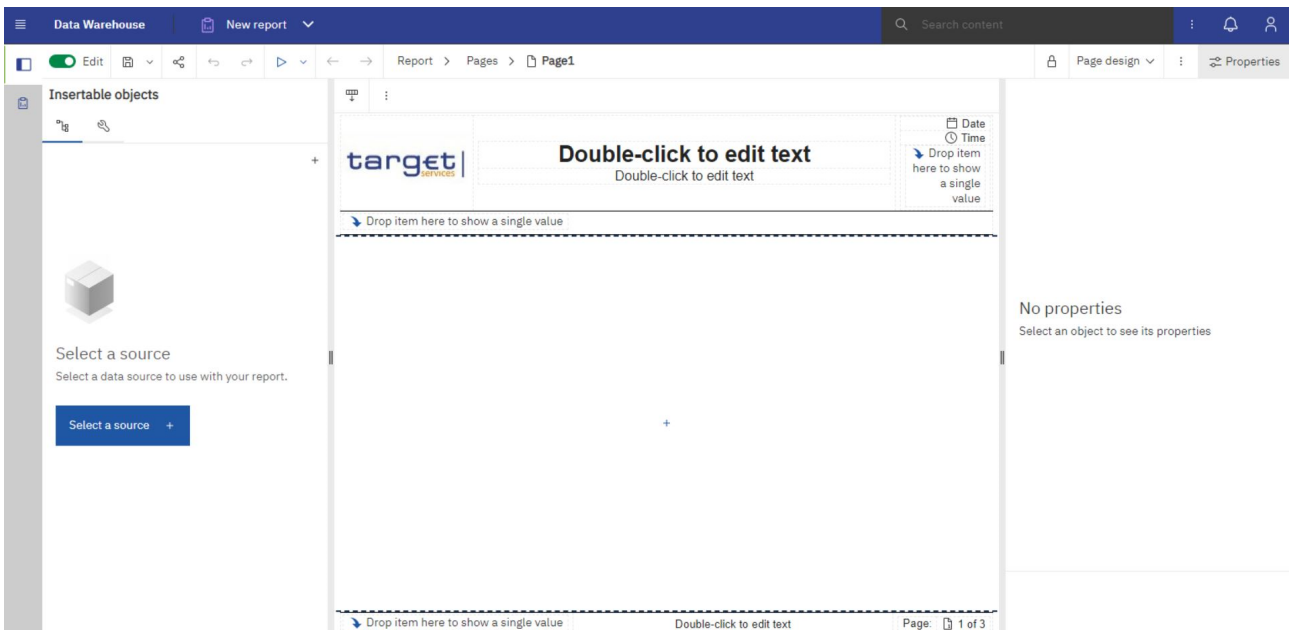 Data Warehouse
New report
Search content
Edit
Report > Pages > Page1
Page design
Properties
Insertable objects
Select a source
Select a data source to use with your report.
Select a source +
target
services
Double-click to edit text
Double-click to edit text
Date
Time
Drop item
here to show
a single
value
Drop item here to show a single value
Drop item here to show a single value
Double-click to edit text
Page: 1 of 3
No properties
Select an object to see its properties